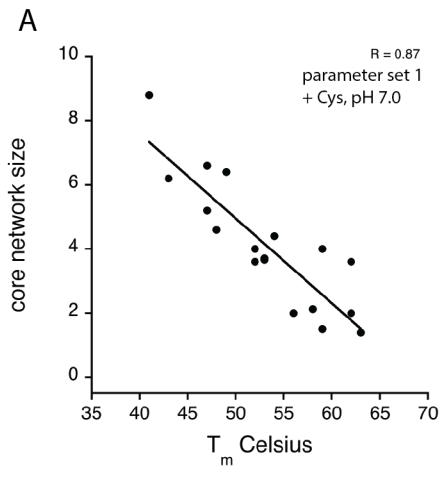 A
R = 0.87
parameter set 1
+ Cys, pH 7.0
core network size
10
8
6
4
2
0
35 40 45 50 55 60 65 70
Tm Celsius